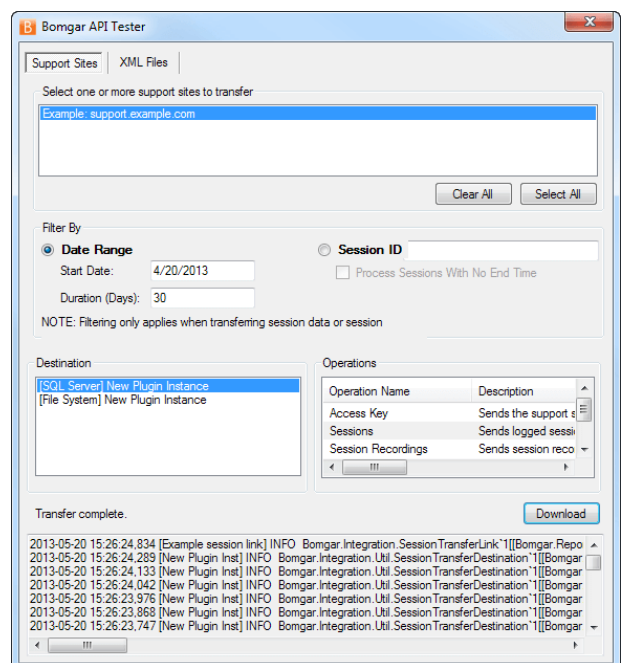 Bomgar API Tester
Support Sites XML Files
Select one or more support sites to transfer
Example: support.example.com
Clear All Select All
Filter By
Date Range Session ID
Start Date: 4/20/2013 Process Sessions With No End Time
Duration (Days): 30
NOTE: Filtering only applies when transferring session data or session
Destination Operations
[SQL Server] New Plugin Instance
[File System] New Plugin Instance
Operation Name Description
Access Key Sends the support s
Sessions Sends logged sessi
Session Recordings Sends session reco
Transfer complete. Download
2013-05-20 15:26:24,834 [Example session link] INFO Bomgar.Integration.SessionTransferLink`1[[Bomgar.Repo
2013-05-20 15:26:24,289 [New Plugin Inst] INFO Bomgar.Integration.Util.SessionTransferDestination`1[[Bomgar
2013-05-20 15:26:24,133 [New Plugin Inst] INFO Bomgar.Integration.Util.SessionTransferDestination`1[[Bomgar
2013-05-20 15:26:24,042 [New Plugin Inst] INFO Bomgar.Integration.Util.SessionTransferDestination`1[[Bomgar
2013-05-20 15:26:23,976 [New Plugin Inst] INFO Bomgar.Integration.Util.SessionTransferDestination`1[[Bomgar
2013-05-20 15:26:23,868 [New Plugin Inst] INFO Bomgar.Integration.Util.SessionTransferDestination`1[[Bomgar
2013-05-20 15:26:23,747 [New Plugin Inst] INFO Bomgar.Integration.Util.SessionTransferDestination`1[[Bomgar